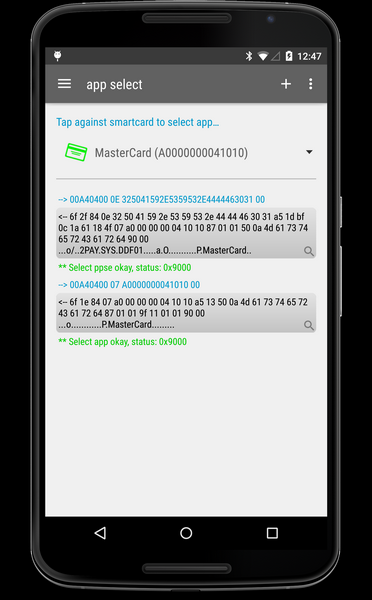 12:47
app select
Tap against smartcard to select app...
MasterCard (A0000000041010)
--> 00A40400 0E 325041592E5359532E4444463031 00
<-- 6f 2f 84 0e 32 50 41 59 2e 53 59 53 2e 44 44 46 30 31 a5 1d bf
0c 1a 61 18 4f 07 a0 00 00 00 04 10 10 87 01 01 50 0a 4d 61 73 74
65 72 43 61 72 64 90 00
...o/..2PAY.SYS.DDF01.....a.O...........P.MasterCard..
** Select ppse okay, status: 0x9000
--> 00A40400 07 A0000000041010 00
<-- 6f 1e 84 07 a0 00 00 00 04 10 10 a5 13 50 0a 4d 61 73 74 65 72
43 61 72 64 87 01 01 9f 11 01 01 90 00
...o............P.MasterCard.........
** Select app okay, status: 0x9000